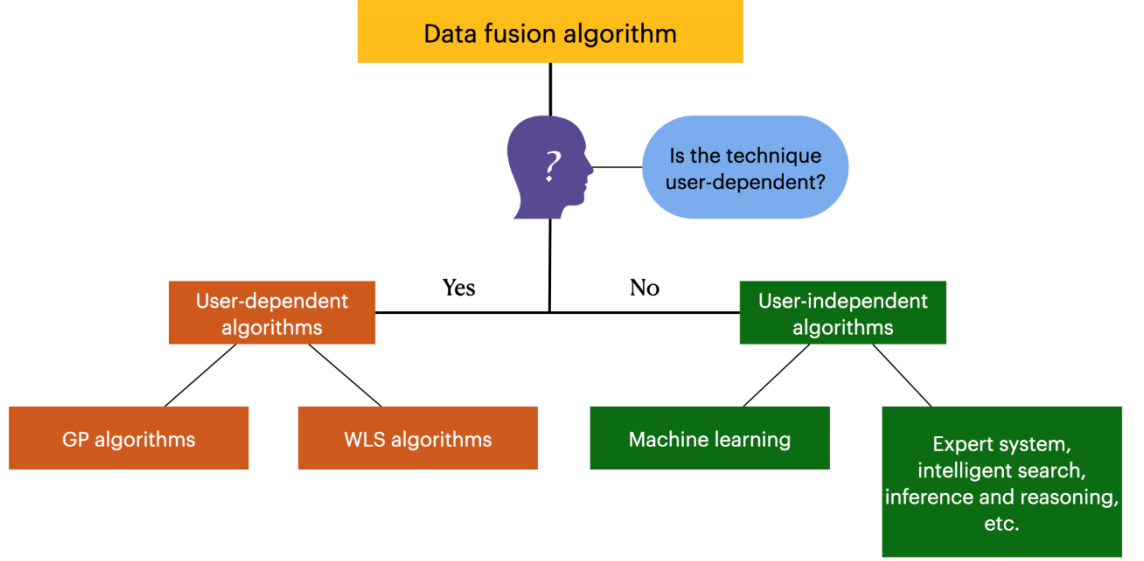 Data fusion algorithm
?
Is the technique
user-dependent?
Yes
No
User-dependent
algorithms
User-independent
algorithms
GP algorithms
WLS algorithms
Machine learning
Expert system,
intelligent search,
inference and reasoning,
etc.